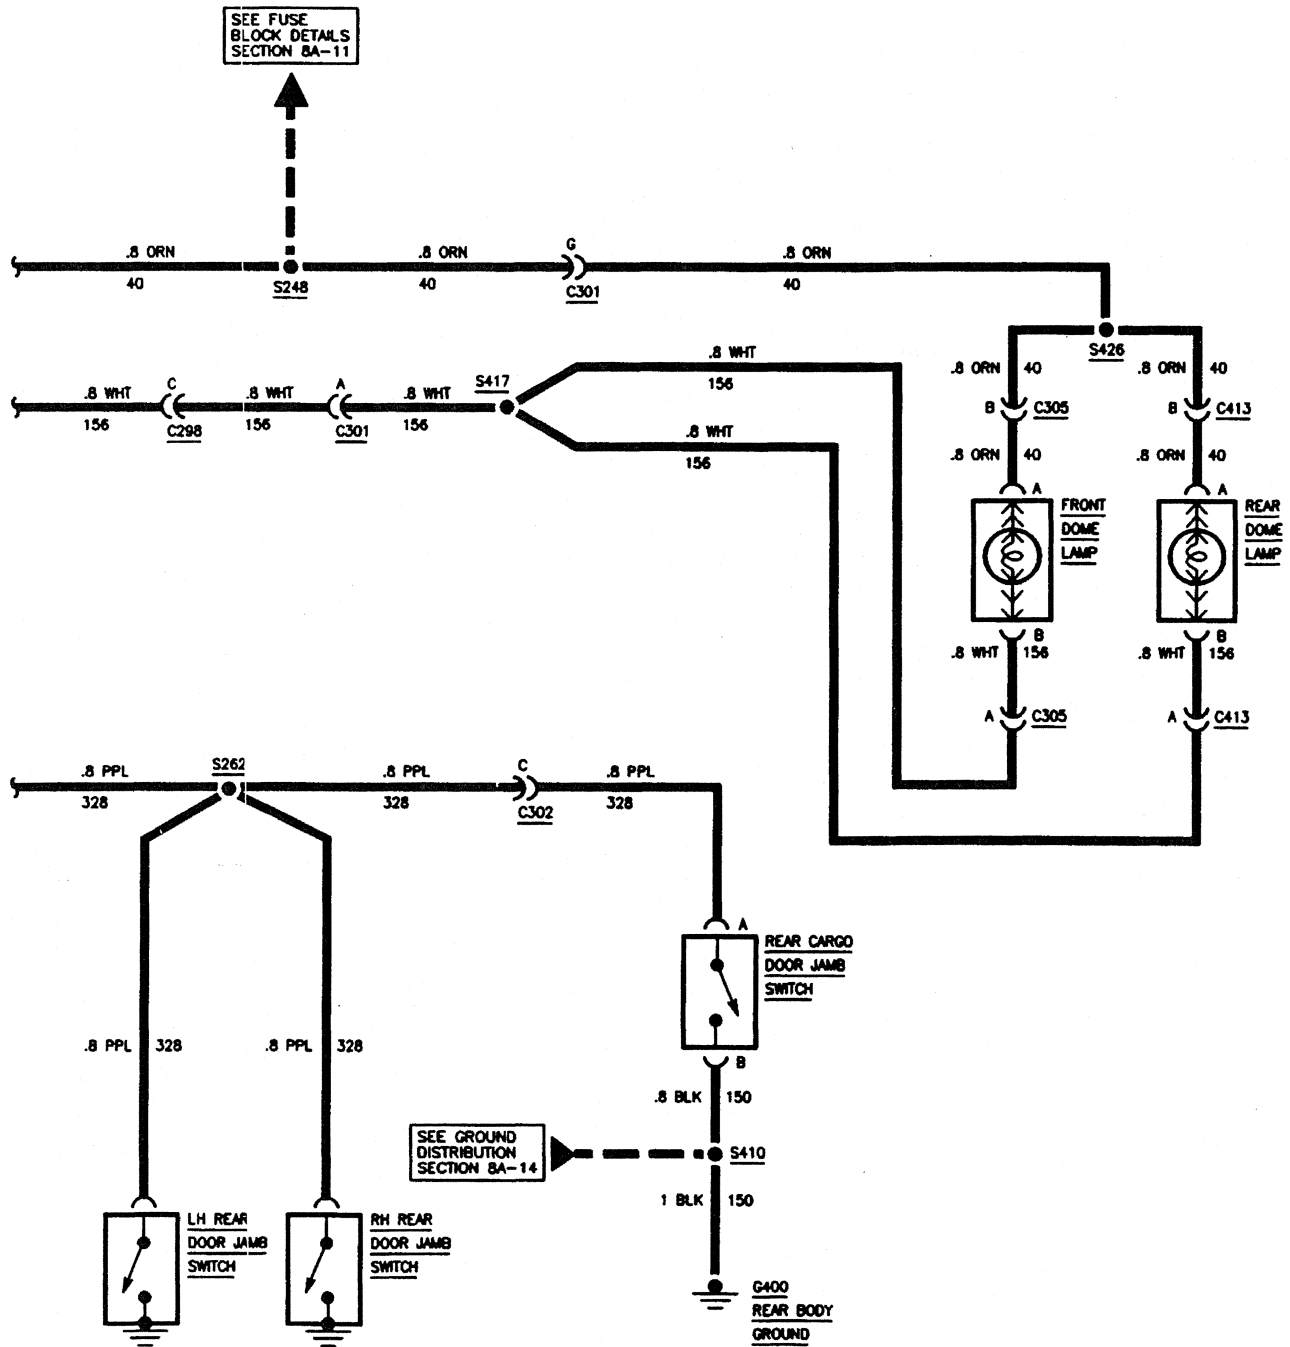 SEE FUSE
BLOCK DETAILS
SECTION 8A-11
.8 ORN
40
S248
.8 ORN
40
G
C301
.8 ORN
40
S426
.8 WHT
156
C
C298
.8 WHT
156
A
C301
.8 WHT
156
S417
.8 WHT
156
.8 WHT
156
.8 ORN 40
B C305
.8 ORN 40
A
FRONT
DOME
LAMP
B
.8 WHT 156
A C305
.8 ORN 40
B C413
.8 ORN 40
A
REAR
DOME
LAMP
B
.8 WHT 156
A C413
.8 PPL
328
S262
.8 PPL
328
C
C302
.8 PPL
328
A
REAR CARGO
DOOR JAMB
SWITCH
B
.8 BLK 150
SEE GROUND
DISTRIBUTION
SECTION 8A-14
S410
1 BLK 150
G400
REAR BODY
GROUND
.8 PPL 328
.8 PPL 328
LH REAR
DOOR JAMB
SWITCH
RH REAR
DOOR JAMB
SWITCH